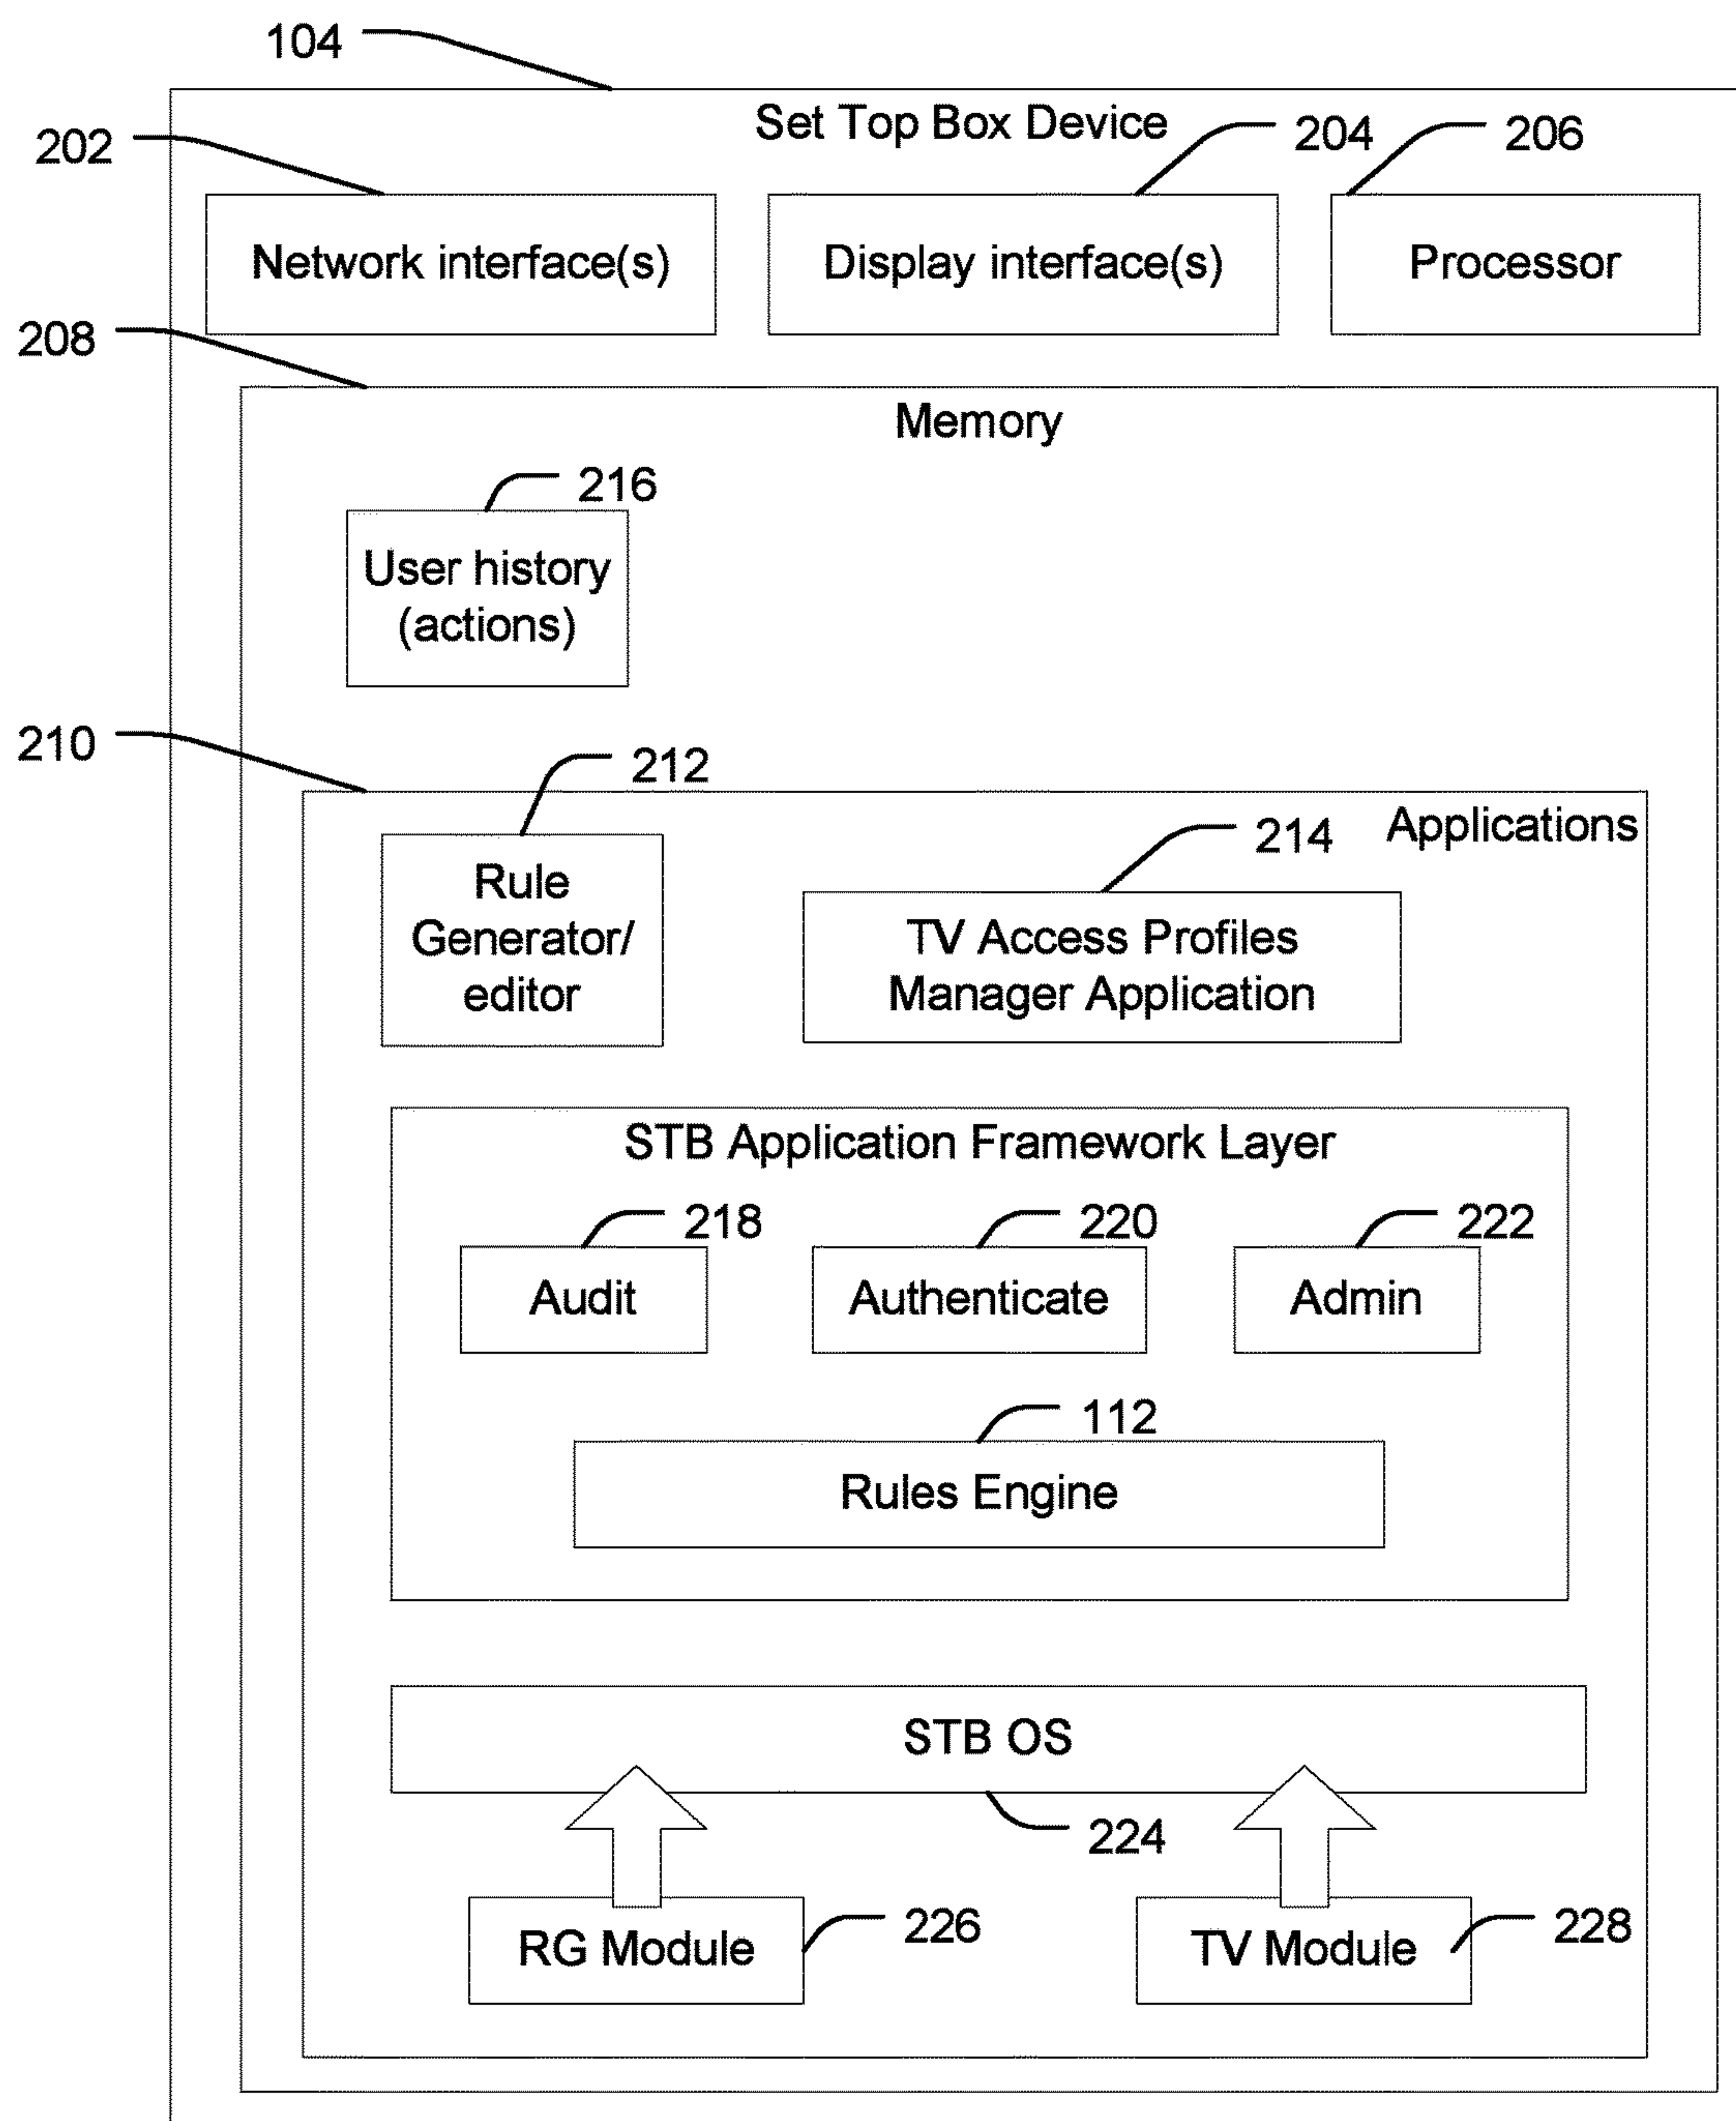 104
Set Top Box Device
202
204
206
Network interface(s)
Display interface(s)
Processor
208
Memory
216
User history
(actions)
210
212
214
Applications
Rule
Generator/
editor
TV Access Profiles
Manager Application
STB Application Framework Layer
218
220
222
Audit
Authenticate
Admin
112
Rules Engine
STB OS
224
226
228
RG Module
TV Module